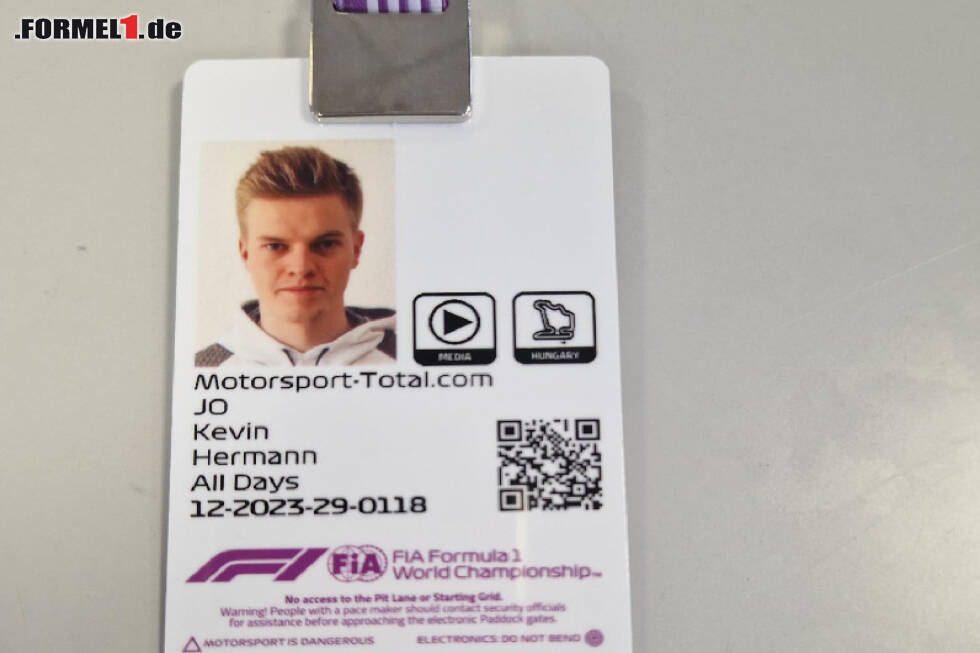 .FORMEL1.de
MEDIA
HUNGARY
Motorsport-Total.com
JO
Kevin
Hermann
All Days
12-2023-29-0118
F1 FIA FIA Formula 1
World Championship™
No access to the Pit Lane or Starting Grid.
Warning! People with a pace maker should contact security officials
for assistance before approaching the electronic Paddock gates.
MOTORSPORT IS DANGEROUS ELECTRONICS: DO NOT BEND